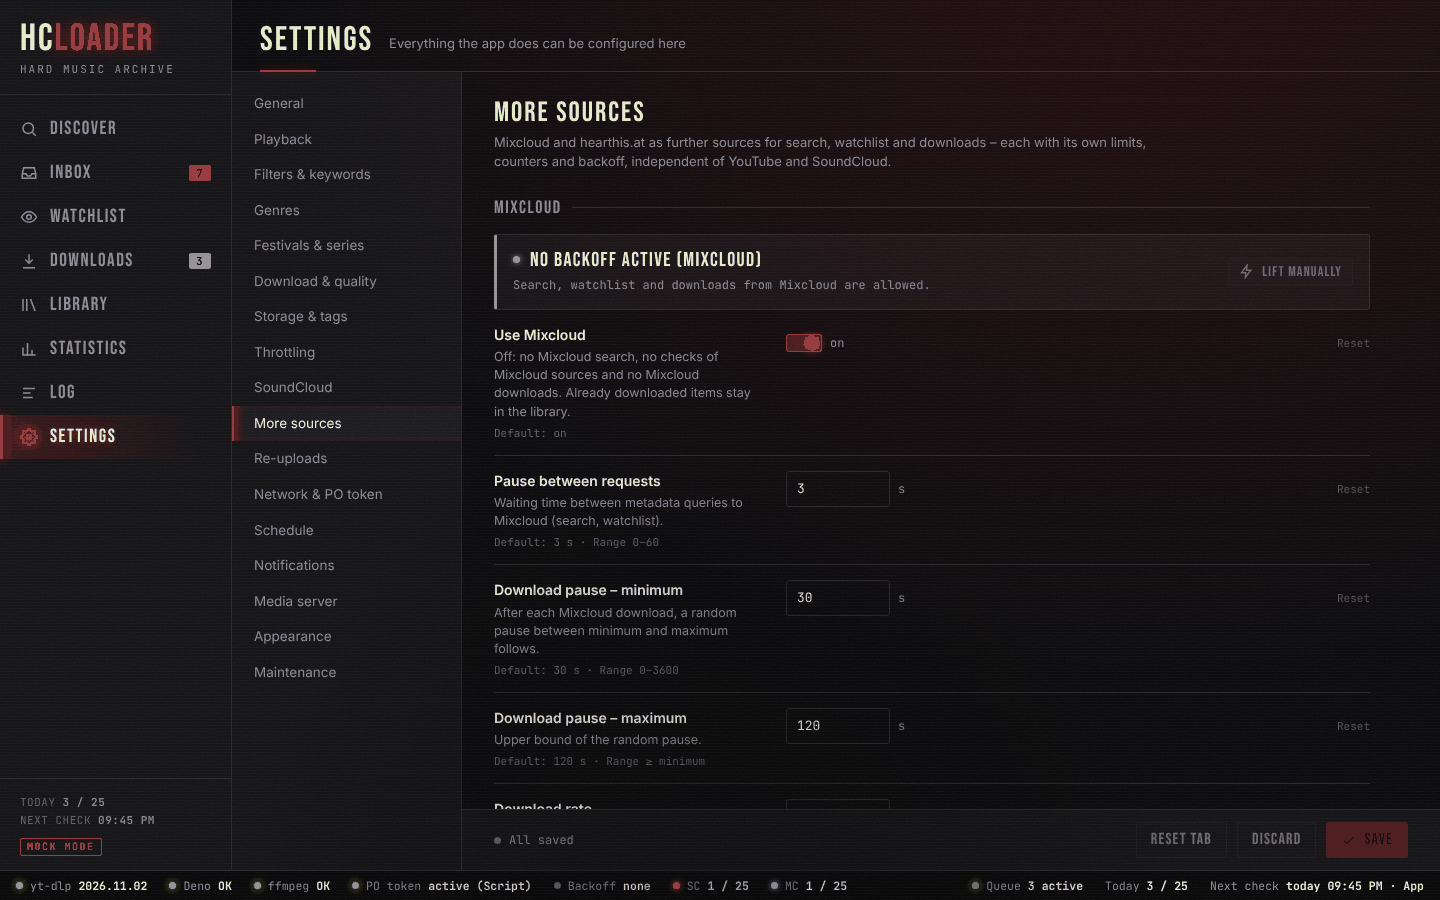 HCLOADER
HARD MUSIC ARCHIVE
DISCOVER
INBOX 7
WATCHLIST
DOWNLOADS 3
LIBRARY
STATISTICS
LOG
SETTINGS
TODAY 3 / 25
NEXT CHECK 09:45 PM
MOCK MODE
SETTINGS Everything the app does can be configured here
General
Playback
Filters & keywords
Genres
Festivals & series
Download & quality
Storage & tags
Throttling
SoundCloud
More sources
Re-uploads
Network & PO token
Schedule
Notifications
Media server
Appearance
Maintenance
MORE SOURCES
Mixcloud and hearthis.at as further sources for search, watchlist and downloads – each with its own limits,
counters and backoff, independent of YouTube and SoundCloud.
MIXCLOUD
NO BACKOFF ACTIVE (MIXCLOUD)
Search, watchlist and downloads from Mixcloud are allowed.
LIFT MANUALLY
Use Mixcloud
Off: no Mixcloud search, no checks of
Mixcloud sources and no Mixcloud
downloads. Already downloaded items stay
in the library.
Default: on
on
Reset
Pause between requests
Waiting time between metadata queries to
Mixcloud (search, watchlist).
Default: 3 s · Range 0–60
3 s
Reset
Download pause – minimum
After each Mixcloud download, a random
pause between minimum and maximum
follows.
Default: 30 s · Range 0–3600
30 s
Reset
Download pause – maximum
Upper bound of the random pause.
Default: 120 s · Range ≥ minimum
120 s
Reset
Download rate
All saved
RESET TAB
DISCARD
SAVE
yt-dlp 2026.11.02 Deno OK ffmpeg OK PO token active (Script) Backoff none SC 1 / 25 MC 1 / 25 Queue 3 active Today 3 / 25 Next check today 09:45 PM · App